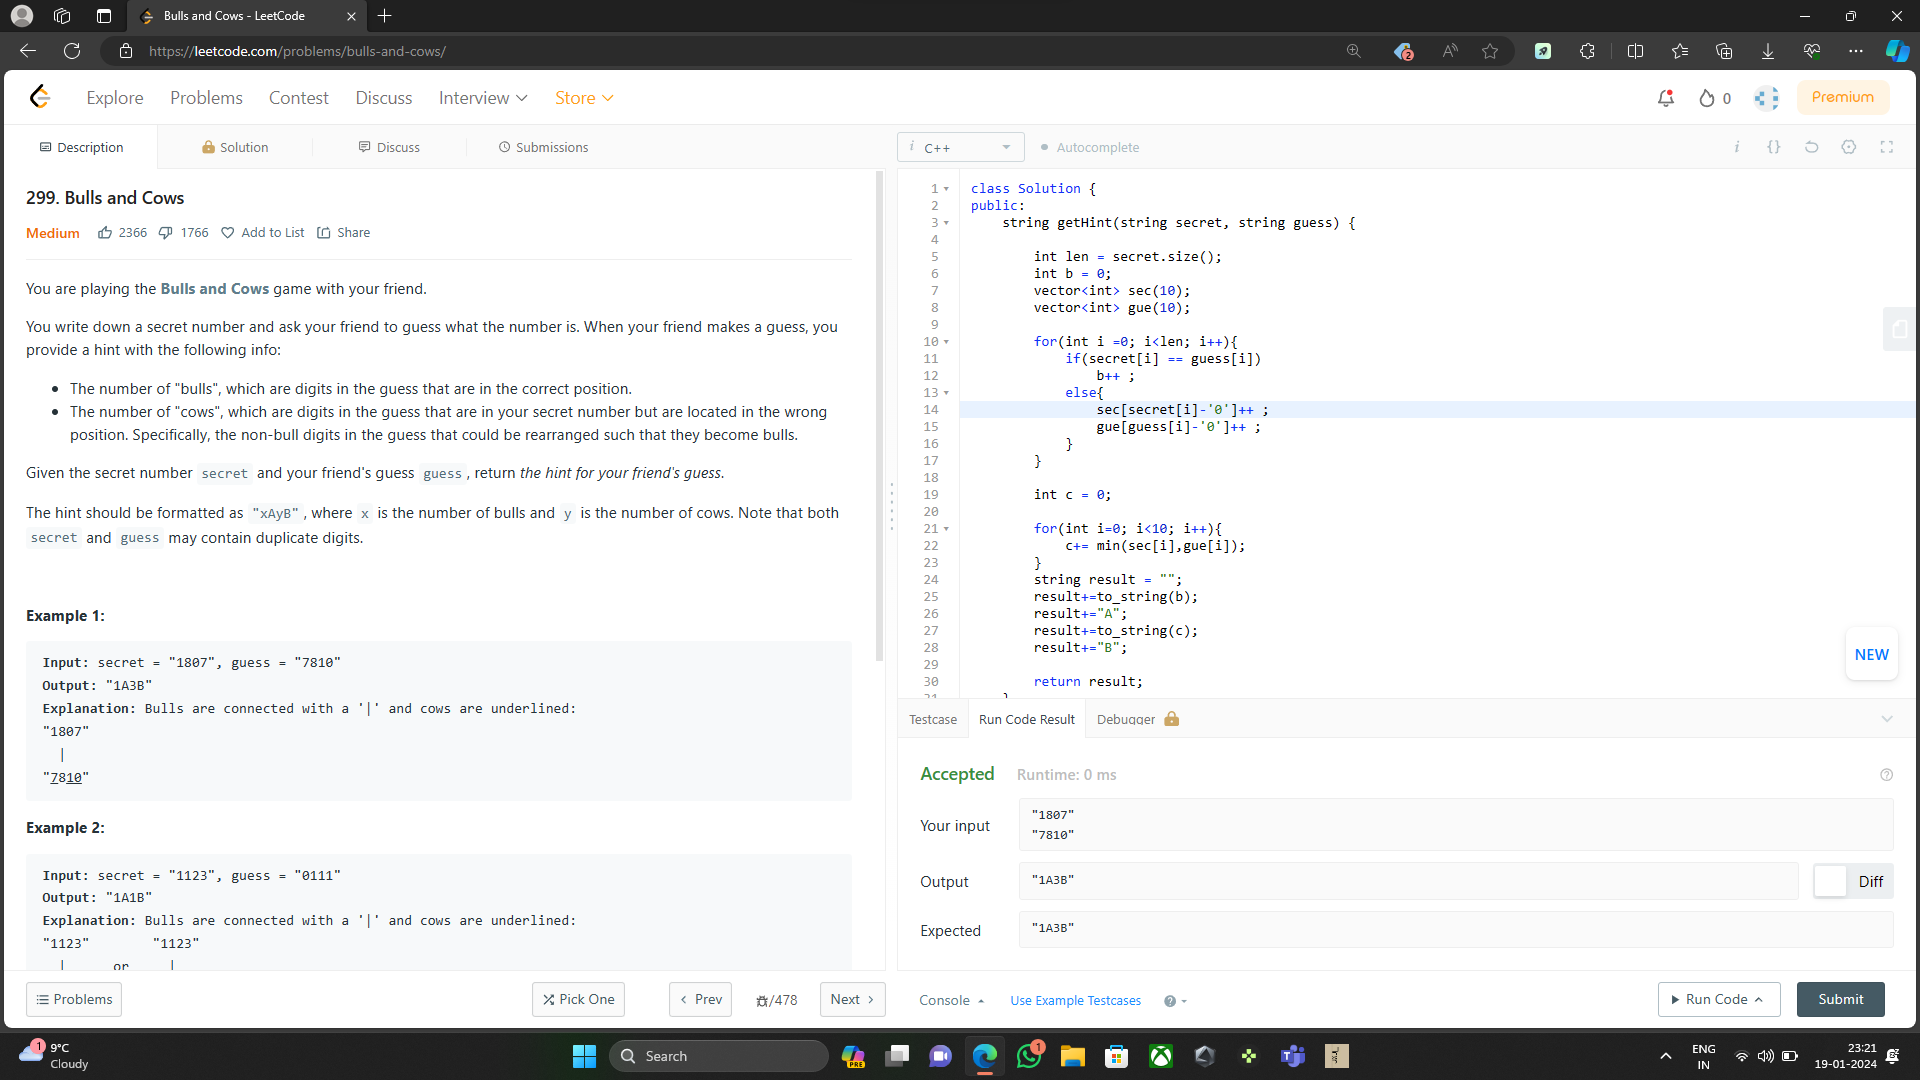 Bulls and Cows - LeetCode
https://leetcode.com/problems/bulls-and-cows/
2
Explore
Problems
Contest
Discuss
Interview
Store
0
Premium
Description
Solution
Discuss
Submissions
299. Bulls and Cows
Medium 2366 1766 Add to List Share
You are playing the Bulls and Cows game with your friend.
You write down a secret number and ask your friend to guess what the number is. When your friend makes a guess, you
provide a hint with the following info:
• The number of "bulls", which are digits in the guess that are in the correct position.
• The number of "cows", which are digits in the guess that are in your secret number but are located in the wrong
position. Specifically, the non-bull digits in the guess that could be rearranged such that they become bulls.
Given the secret number secret and your friend's guess guess, return the hint for your friend's guess.
The hint should be formatted as "xAyB", where x is the number of bulls and y is the number of cows. Note that both
secret and guess may contain duplicate digits.
Example 1:
Input: secret = "1807", guess = "7810"
Output: "1A3B"
Explanation: Bulls are connected with a '|' and cows are underlined:
"1807"
|
"7810"
Example 2:
Input: secret = "1123", guess = "0111"
Output: "1A1B"
Explanation: Bulls are connected with a '|' and cows are underlined:
"1123" "1123"
| or |
Problems
Pick One
Prev
/478
Next
i C++
Autocomplete
i {}
1 class Solution {
2 public:
3 string getHint(string secret, string guess) {
4
5 int len = secret.size();
6 int b = 0;
7 vector<int> sec(10);
8 vector<int> gue(10);
9
10 for(int i =0; i<len; i++){
11 if(secret[i] == guess[i])
12 b++ ;
13 else{
14 sec[secret[i]-'0']++ ;
15 gue[guess[i]-'0']++ ;
16 }
17 }
18
19 int c = 0;
20
21 for(int i=0; i<10; i++){
22 c+= min(sec[i],gue[i]);
23 }
24 string result = "";
25 result+=to_string(b);
26 result+="A";
27 result+=to_string(c);
28 result+="B";
29
30 return result;
31 }
NEW
Testcase
Run Code Result
Debugger
Accepted Runtime: 0 ms
Your input
"1807"
"7810"
Output
"1A3B"
Diff
Expected
"1A3B"
Console
Use Example Testcases
Run Code
Submit
1
9°C
Cloudy
Search
PRE
1
ENG
IN
23:21
19-01-2024